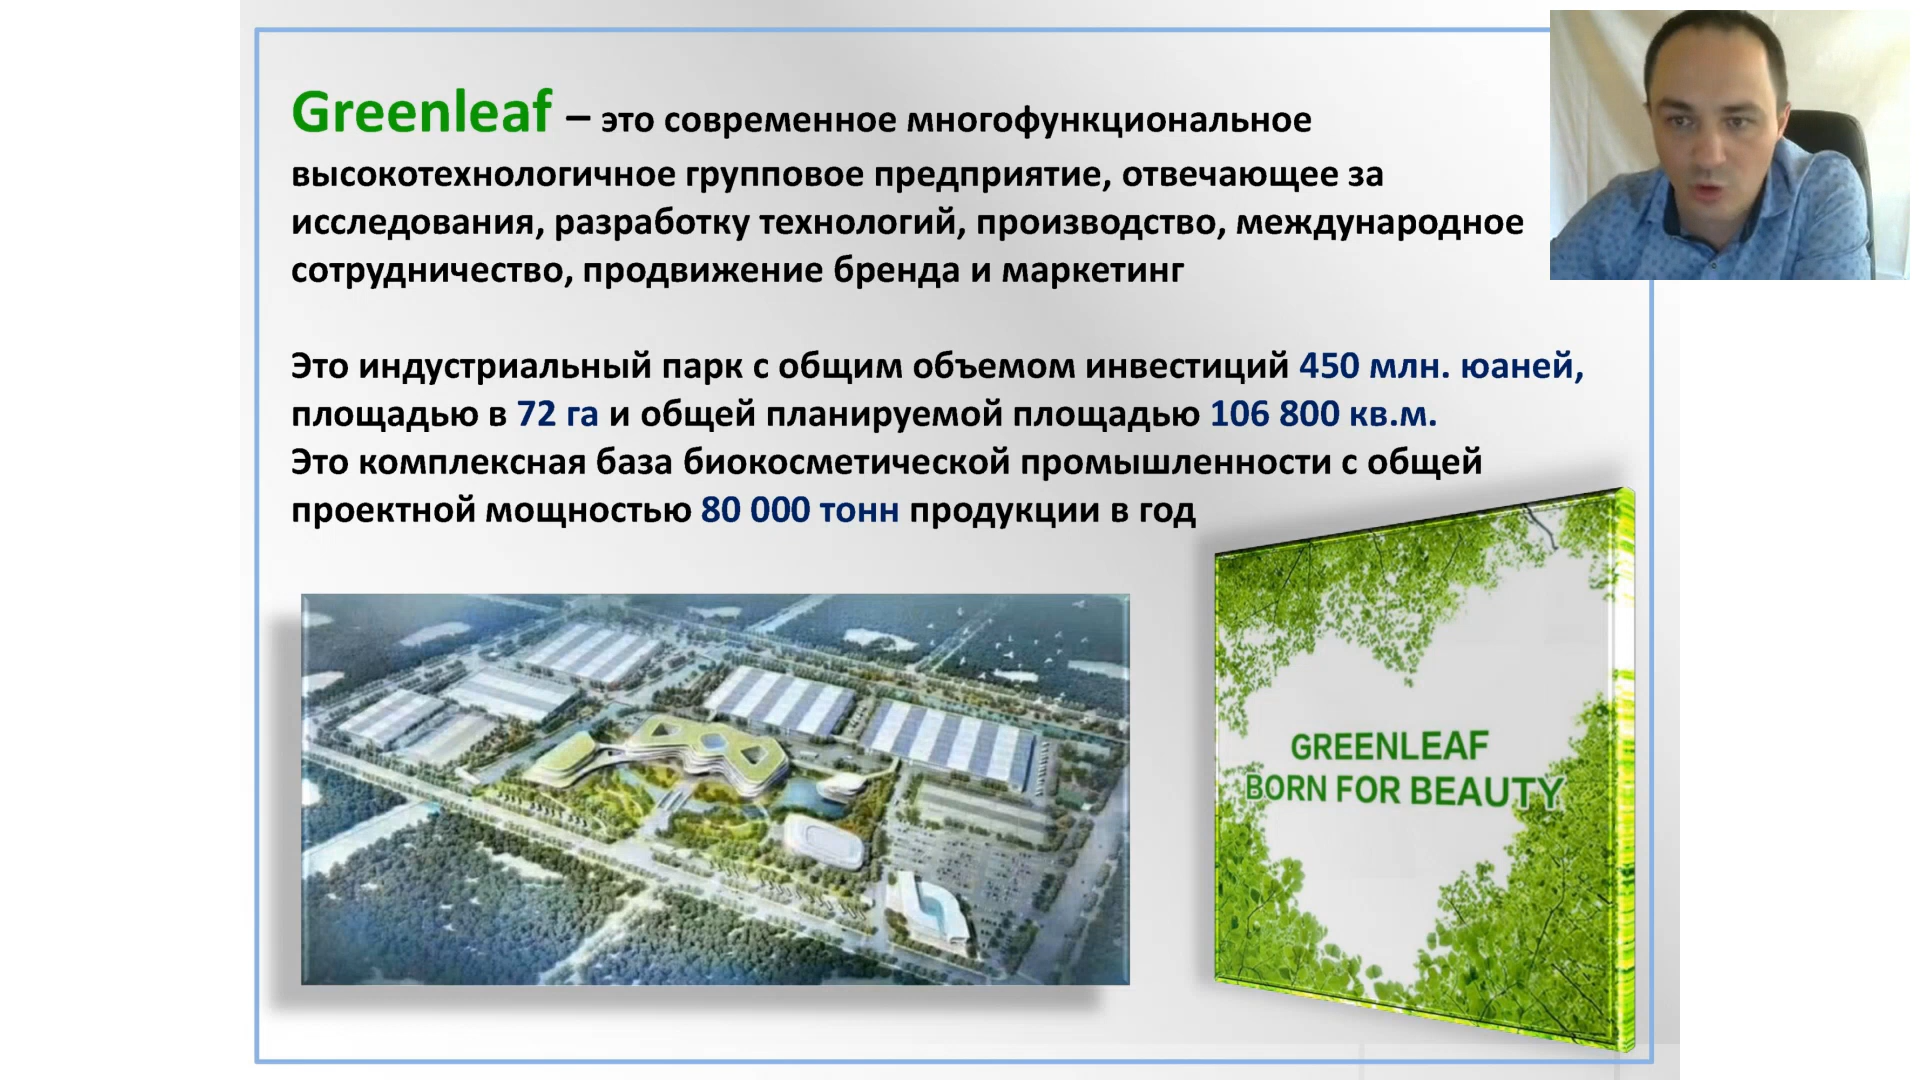 Greenleaf – это современное многофункциональное
высокотехнологичное групповое предприятие, отвечающее за
исследования, разработку технологий, производство, международное
сотрудничество, продвижение бренда и маркетинг
Это индустриальный парк с общим объемом инвестиций 450 млн. юаней,
площадью в 72 га и общей планируемой площадью 106 800 кв.м.
Это комплексная база биокосметической промышленности с общей
проектной мощностью 80 000 тонн продукции в год
GREENLEAF
BORN FOR BEAUTY